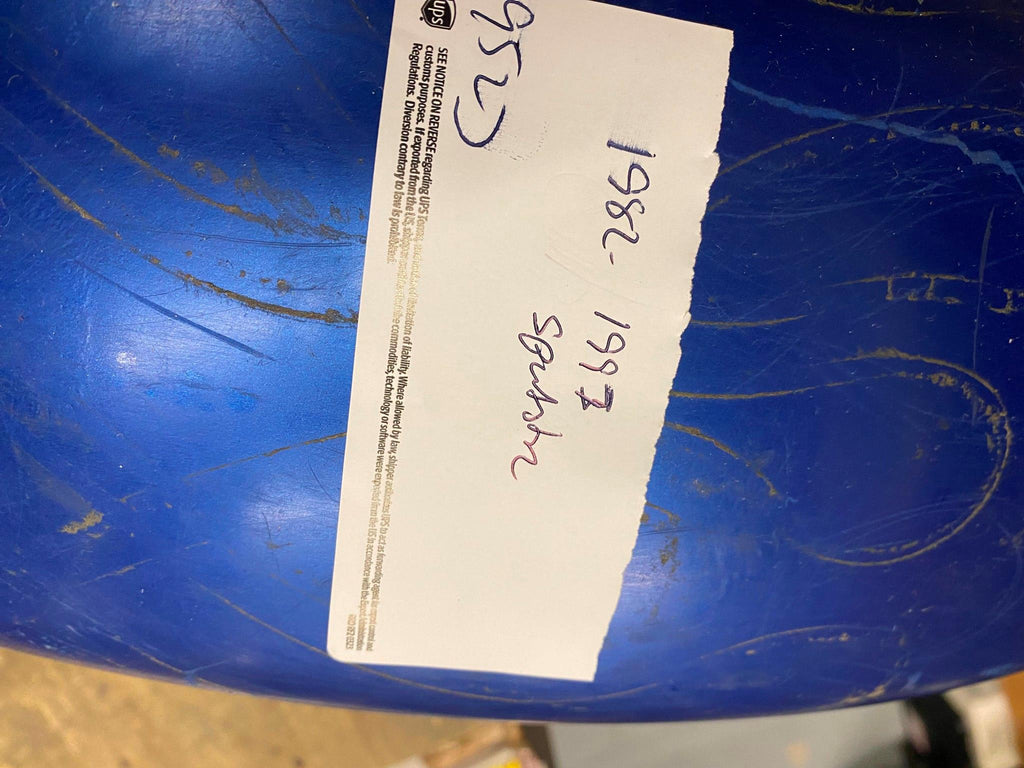 1982-1997
ups
SEE NOTICE ON REVERSE regarding UPS Terms, and notice of limitation of liability. Where allowed by law, shipper authorizes UPS to act as forwarding agent for export control and
customs purposes. If exported from the US, shipper certifies that the commodities, technology or software were exported from the US in accordance with the Export Administration
Regulations. Diversion contrary to law is prohibited.